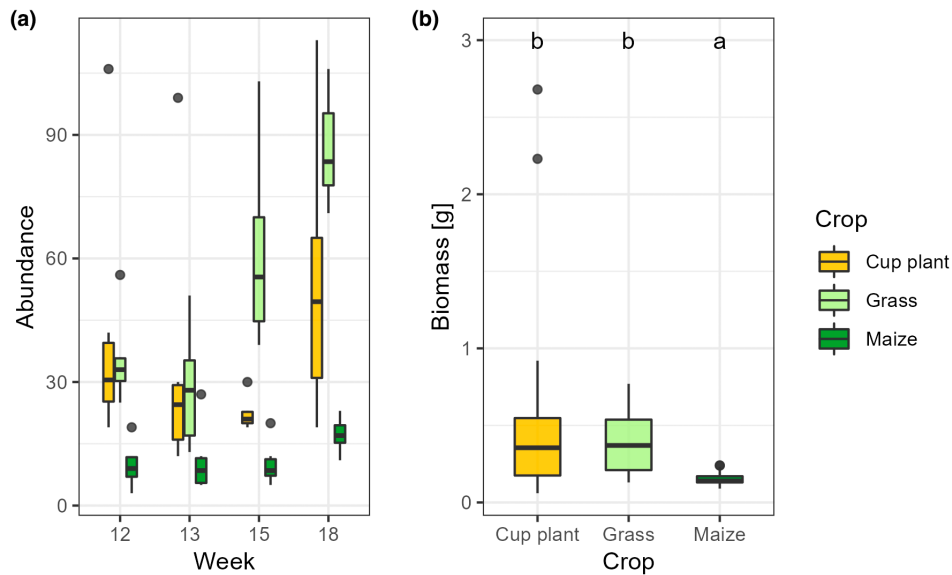 (a)
Abundance
90
60
30
0
12 13 15 18
Week
(b)
Biomass [g]
3
2
1
0
b b a
Cup plant Grass Maize
Crop
Crop
Cup plant
Grass
Maize